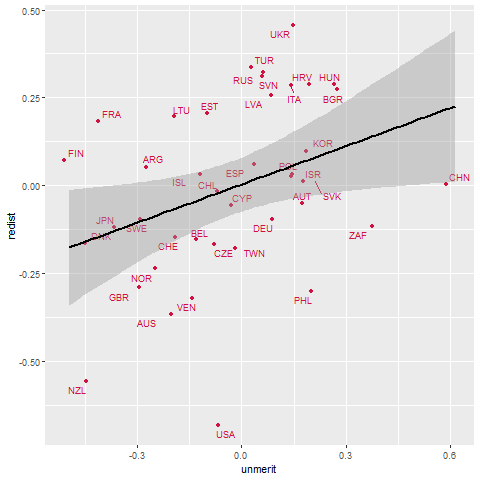 0.50
UKR
TUR
RUS
SVN
HRV
HUN
0.25
LVA
ITA
BGR
LTU
EST
FRA
KOR
FIN
ARG
ISL
ESP
POL
ISR
CHN
0.00
CHL
CYP
AUT
SVK
JPN
SWE
DNK
CHE
BEL
DEU
ZAF
CZE
TWN
-0.25
NOR
GBR
VEN
PHL
AUS
-0.50
NZL
USA
-0.3
0.0
0.3
0.6
unmerit
redist